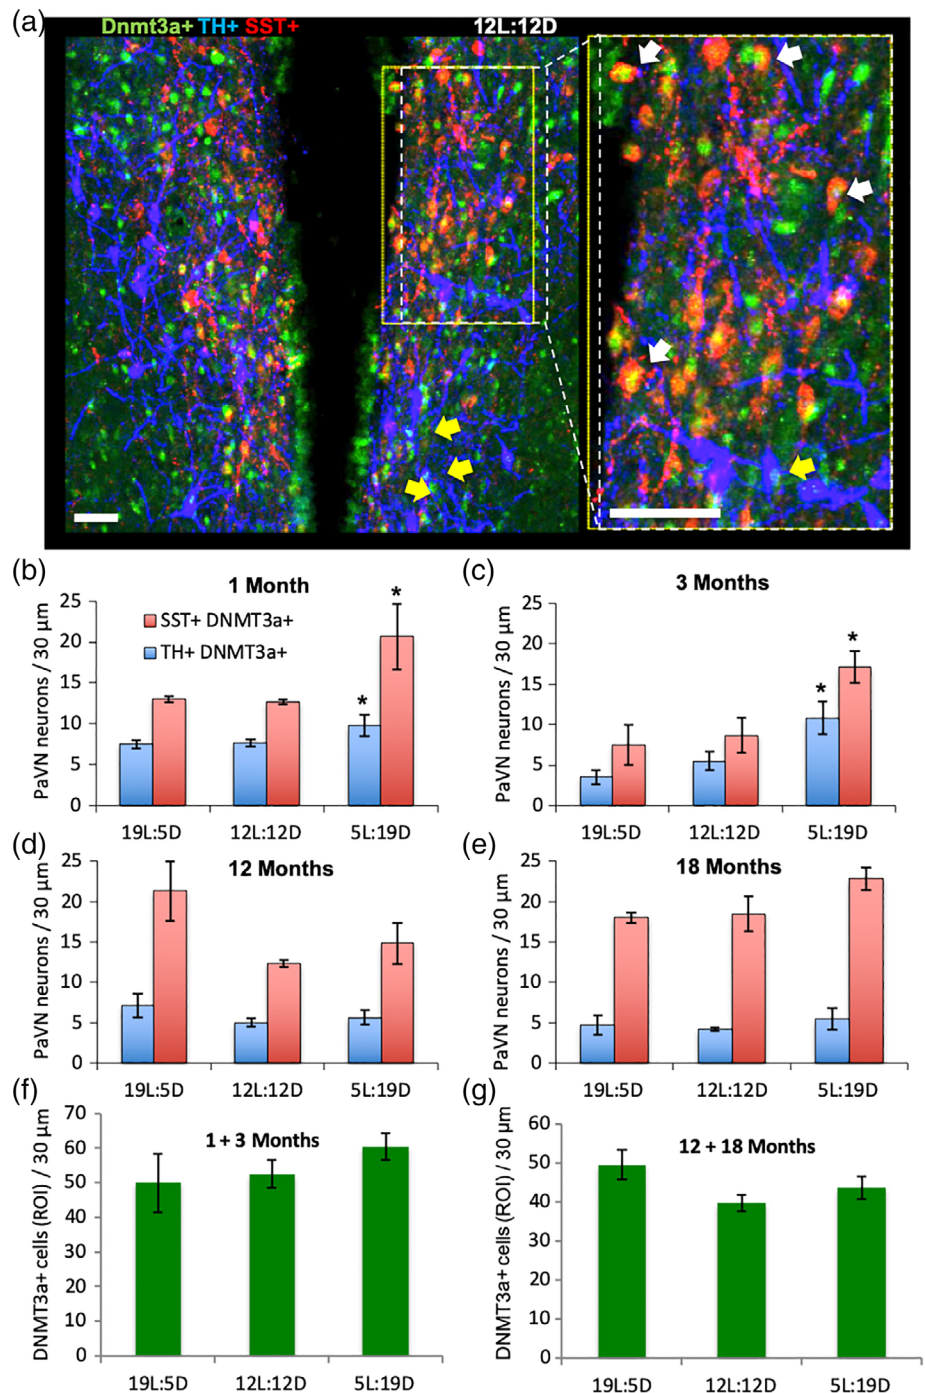 (a)
Dnmt3a+ TH+ SST+ 12L:12D
(b)
1 Month
PaVN neurons / 30 µm
25
20
15
10
5
0
SST+ DNMT3a+
TH+ DNMT3a+
*
*
19L:5D 12L:12D 5L:19D
(c)
3 Months
PaVN neurons / 30 µm
25
20
15
10
5
0
*
*
19L:5D 12L:12D 5L:19D
(d)
12 Months
PaVN neurons / 30 µm
25
20
15
10
5
0
19L:5D 12L:12D 5L:19D
(e)
18 Months
PaVN neurons / 30 µm
25
20
15
10
5
0
19L:5D 12L:12D 5L:19D
(f)
1 + 3 Months
DNMT3a+ cells (ROI) / 30 µm
70
60
50
40
30
20
10
0
19L:5D 12L:12D 5L:19D
(g)
12 + 18 Months
DNMT3a+ cells (ROI) / 30 µm
60
50
40
30
20
10
0
19L:5D 12L:12D 5L:19D